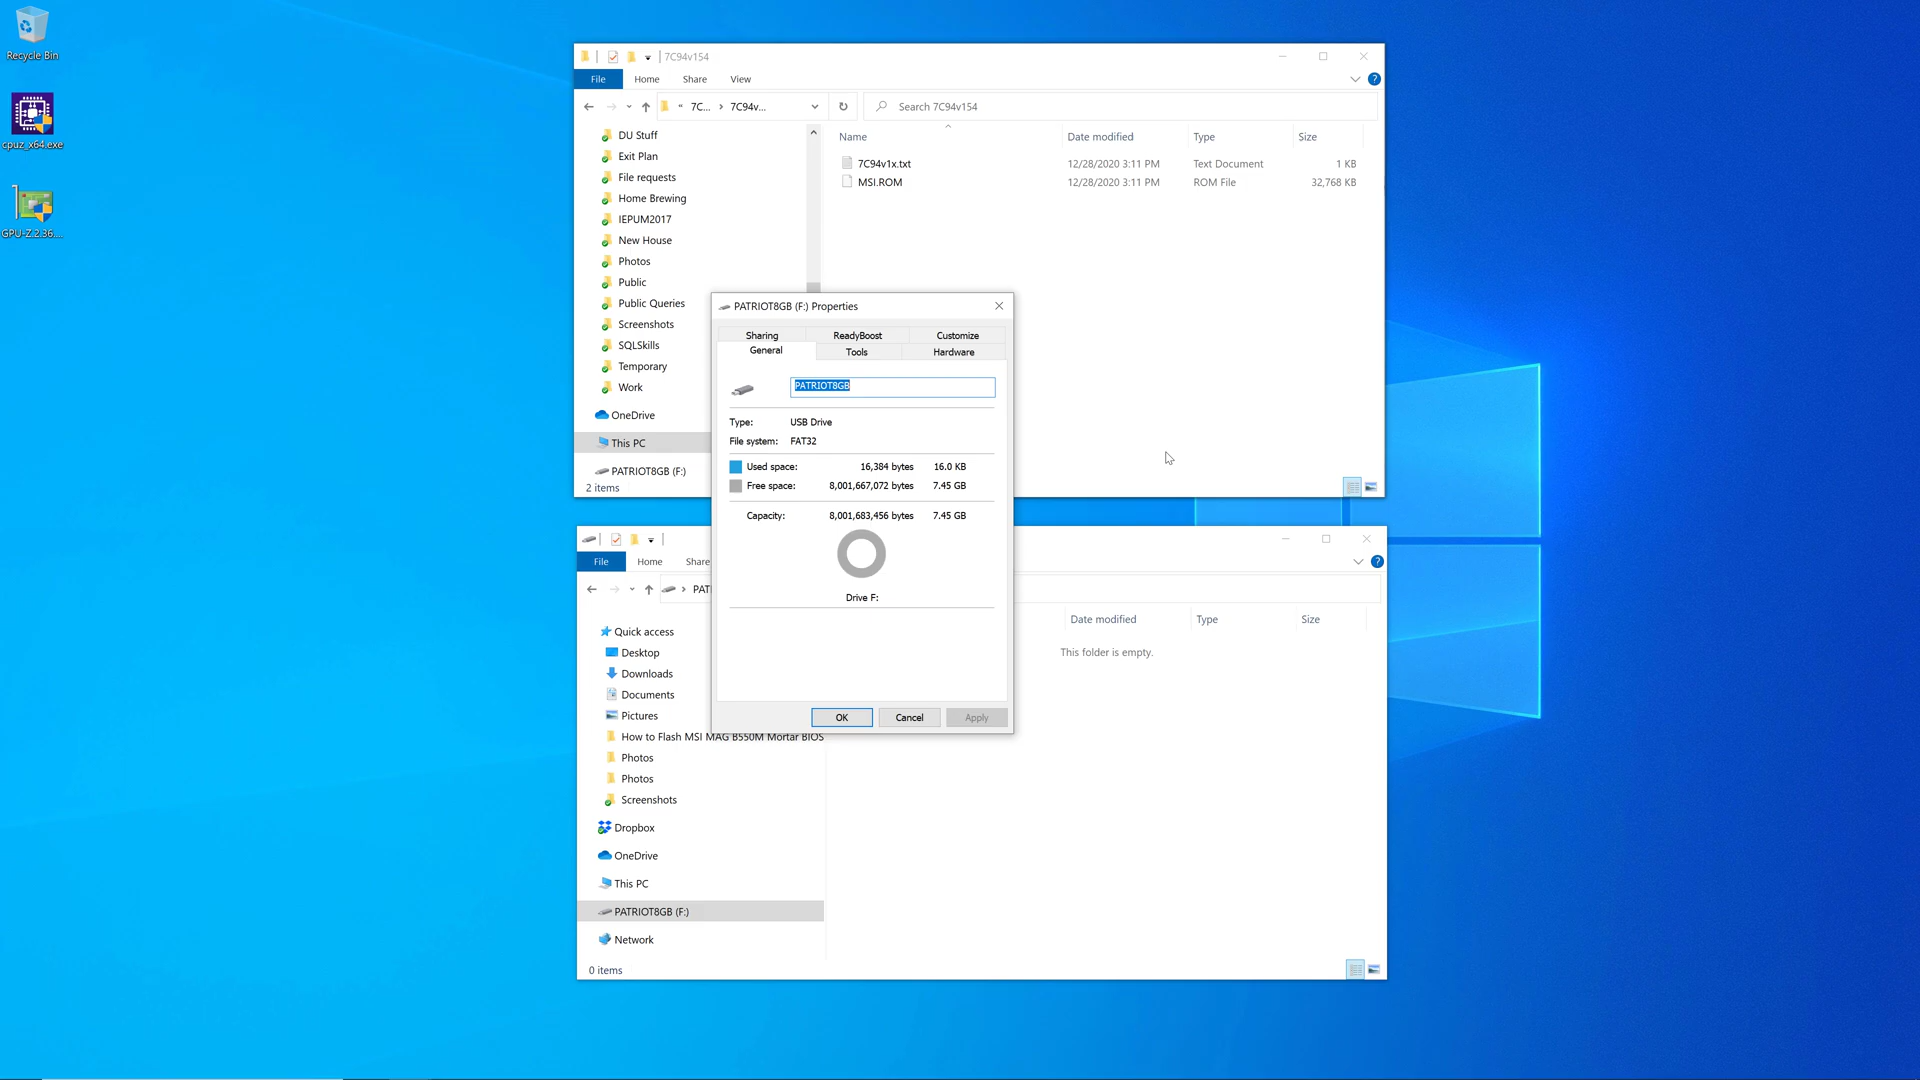 Recycle Bin
cpuz_x64.exe
GPU-Z.2.36....
7C94v154
File Home Share View
7C... 7C94v... Search 7C94v154
DU Stuff
Exit Plan
File requests
Home Brewing
IEPUM2017
New House
Photos
Public
Public Queries
Screenshots
SQLSkills
Temporary
Work
OneDrive
This PC
PATRIOT8GB (F:)
2 items
Name Date modified Type Size
7C94v1x.txt 12/28/2020 3:11 PM Text Document 1 KB
MSI.ROM 12/28/2020 3:11 PM ROM File 32,768 KB
PATRIOT8GB (F:) Properties
Sharing ReadyBoost Customize
General Tools Hardware
PATRIOT8GB
Type: USB Drive
File system: FAT32
Used space: 16,384 bytes 16.0 KB
Free space: 8,001,667,072 bytes 7.45 GB
Capacity: 8,001,683,456 bytes 7.45 GB
Drive F:
OK Cancel Apply
File Home Share
PAT
Quick access
Desktop
Downloads
Documents
Pictures
How to Flash MSI MAG B550M Mortar BIOS
Photos
Photos
Screenshots
Dropbox
OneDrive
This PC
PATRIOT8GB (F:)
Network
0 items
Date modified Type Size
This folder is empty.